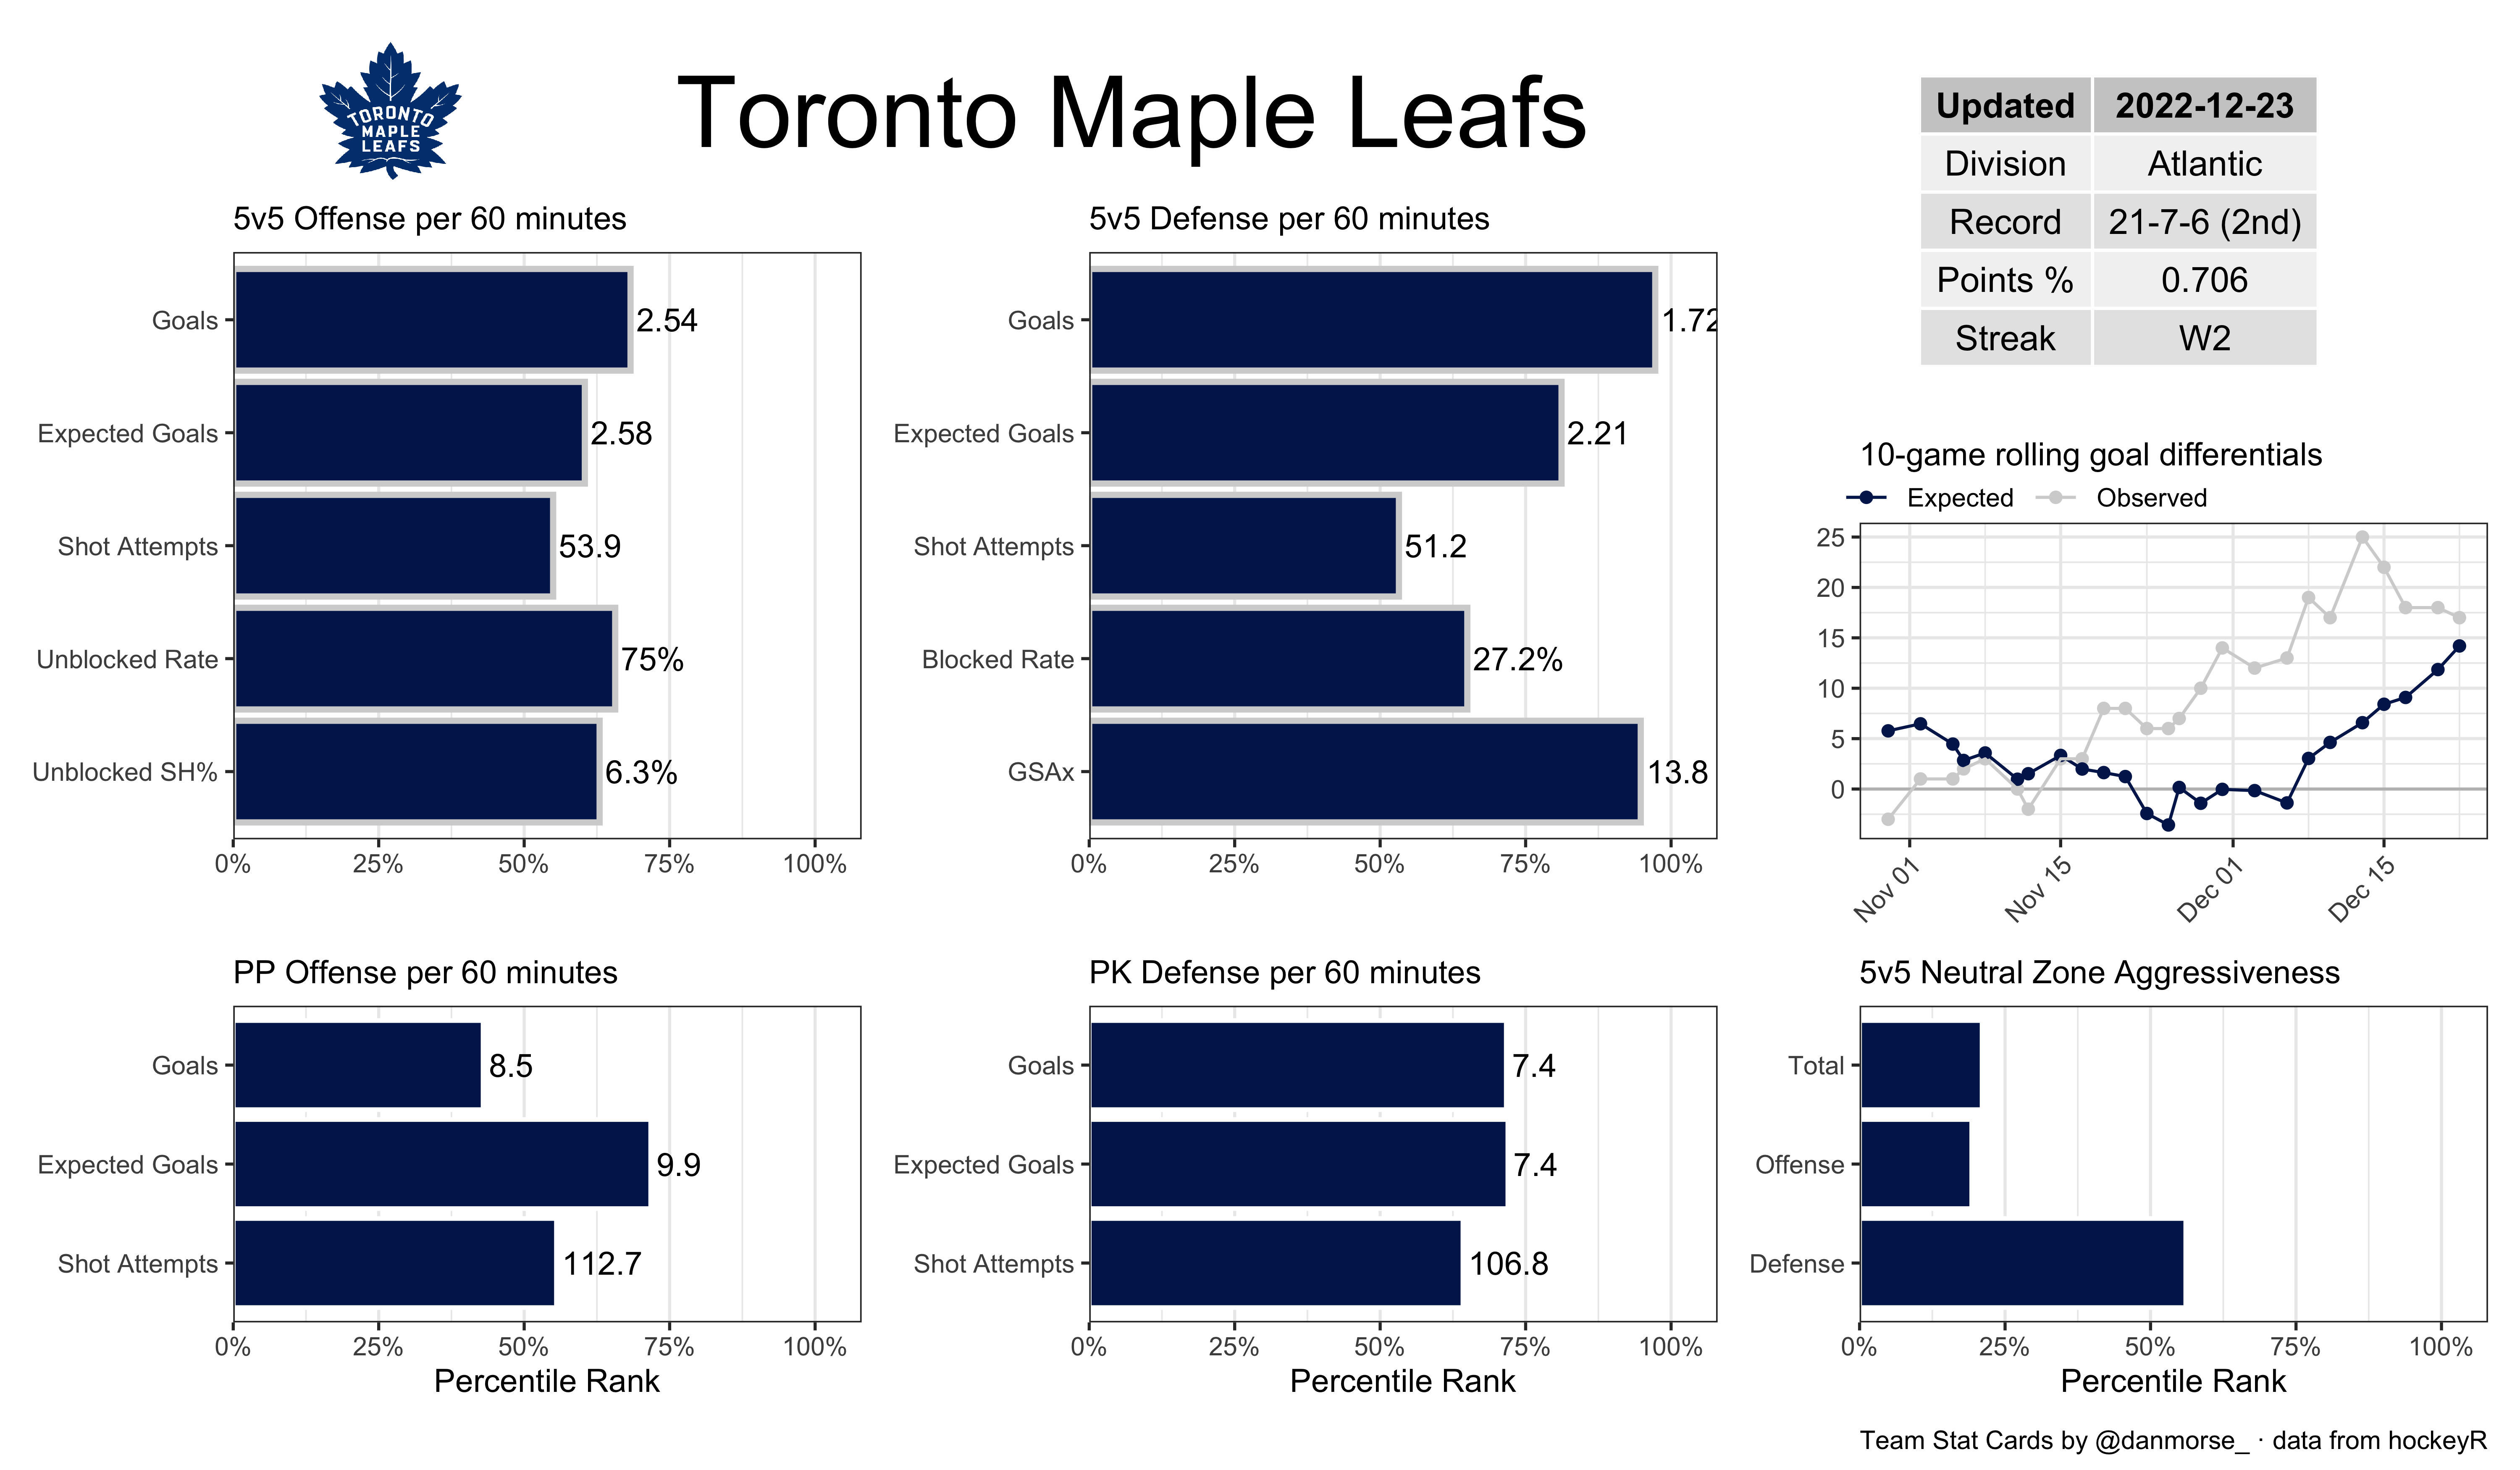 TORONTO
MAPLE
LEAFS
Toronto Maple Leafs
Updated 2022-12-23
Division Atlantic
Record 21-7-6 (2nd)
Points % 0.706
Streak W2
5v5 Offense per 60 minutes
Goals 2.54
Expected Goals 2.58
Shot Attempts 53.9
Unblocked Rate 75%
Unblocked SH% 6.3%
0% 25% 50% 75% 100%
5v5 Defense per 60 minutes
Goals 1.72
Expected Goals 2.21
Shot Attempts 51.2
Blocked Rate 27.2%
GSAx 13.8
0% 25% 50% 75% 100%
10-game rolling goal differentials
Expected Observed
25
20
15
10
5
0
Nov 01 Nov 15 Dec 01 Dec 15
PP Offense per 60 minutes
Goals 8.5
Expected Goals 9.9
Shot Attempts 112.7
0% 25% 50% 75% 100%
Percentile Rank
PK Defense per 60 minutes
Goals 7.4
Expected Goals 7.4
Shot Attempts 106.8
0% 25% 50% 75% 100%
Percentile Rank
5v5 Neutral Zone Aggressiveness
Total
Offense
Defense
0% 25% 50% 75% 100%
Percentile Rank
Team Stat Cards by @danmorse_ · data from hockeyR